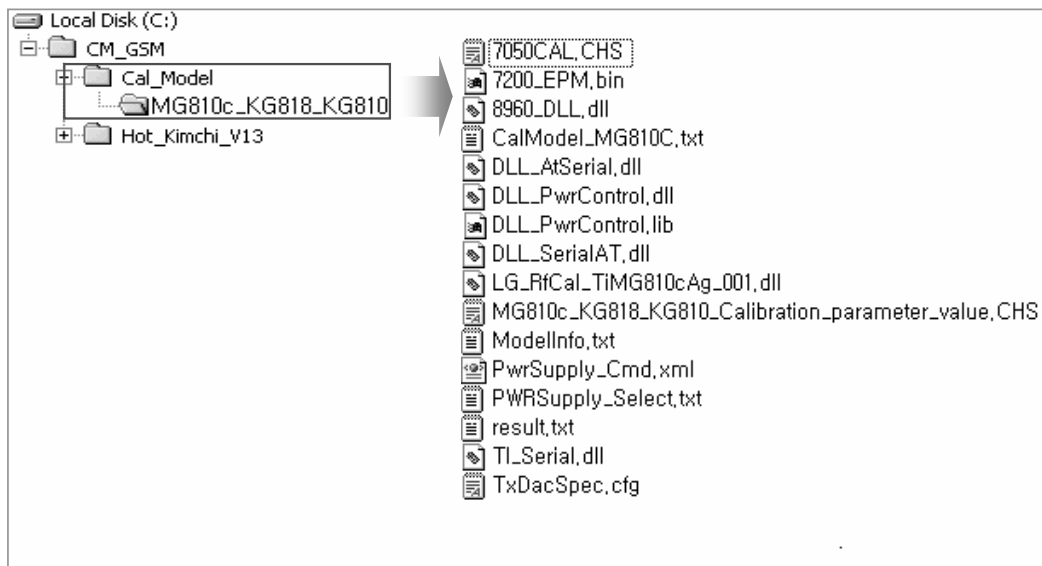 Local Disk (C:)
CM_GSM
Cal_Model
MG810c_KG818_KG810
Hot_Kimchi_V13
7050CAL,CHS
7200_EPM,bin
8960_DLL,dll
CalModel_MG810C,txt
DLL_AtSerial,dll
DLL_PwrControl,dll
DLL_PwrControl,lib
DLL_SerialAT,dll
LG_RfCal_TiMG810cAg_001,dll
MG810c_KG818_KG810_Calibration_parameter_value,CHS
ModelInfo,txt
PwrSupply_Cmd,xml
PWRSupply_Select,txt
result,txt
TI_Serial,dll
TxDacSpec,cfg